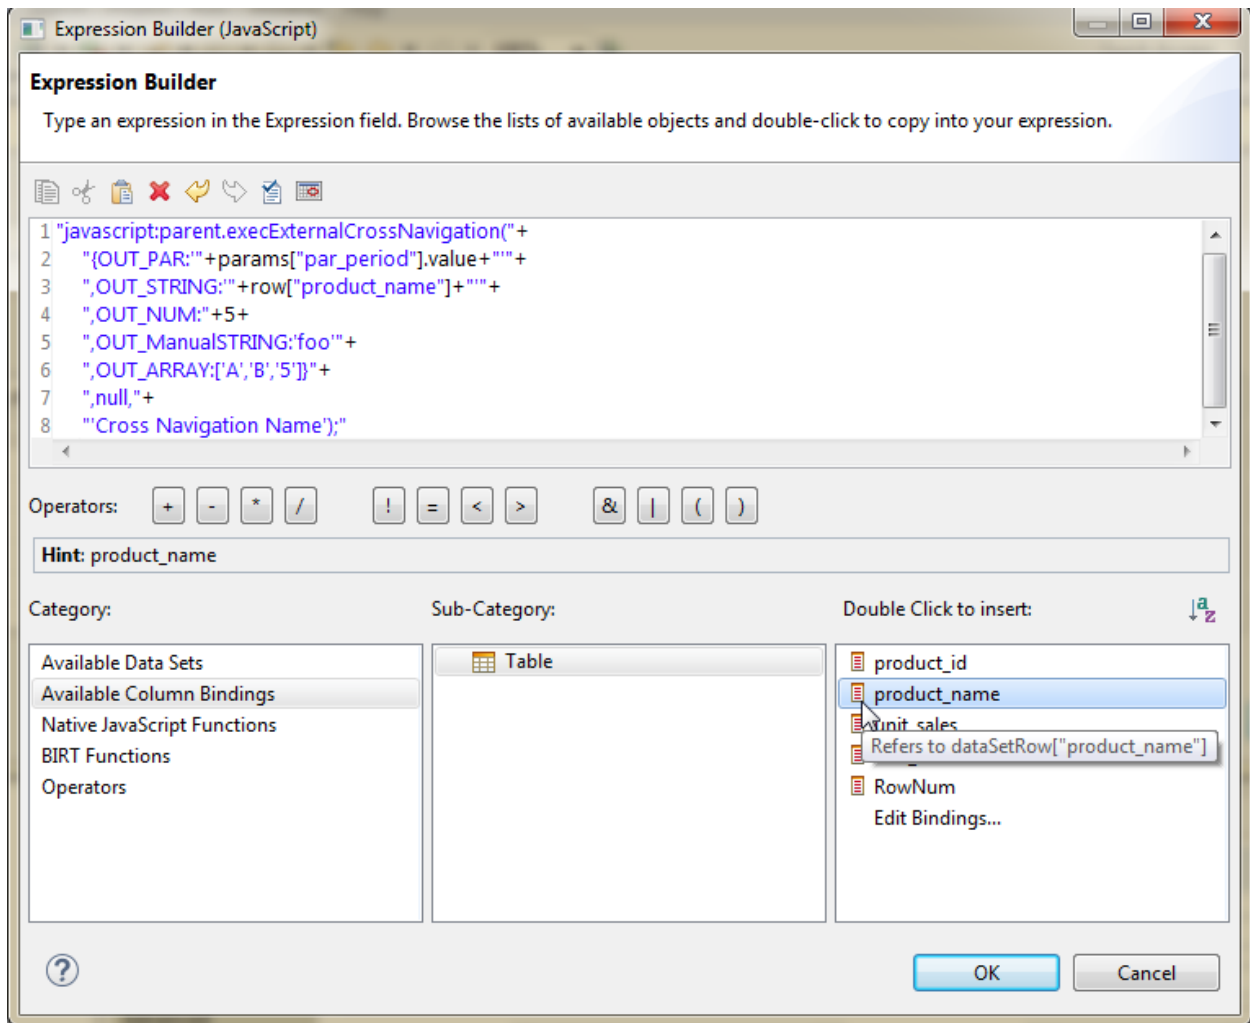 Expression Builder (JavaScript)
Expression Builder
Type an expression in the Expression field. Browse the lists of available objects and double-click to copy into your expression.
1 "javascript:parent.execExternalCrossNavigation("+
2 "{OUT_PAR:'"+params["par_period"].value+"'"+
3 ",OUT_STRING:'"+row["product_name"]+"'"+
4 ",OUT_NUM:"+5+
5 ",OUT_ManualSTRING:'foo'"+
6 ",OUT_ARRAY:['A','B','5']}"+
7 ",null,"+
8 "'Cross Navigation Name');"
Operators: + - * / ! = < > & | ( )
Hint: product_name
Category: Sub-Category: Double Click to insert:
Available Data Sets Table product_id
Available Column Bindings product_name
Native JavaScript Functions unit_sales
BIRT Functions Refers to dataSetRow["product_name"]
Operators RowNum
Edit Bindings...
? OK Cancel